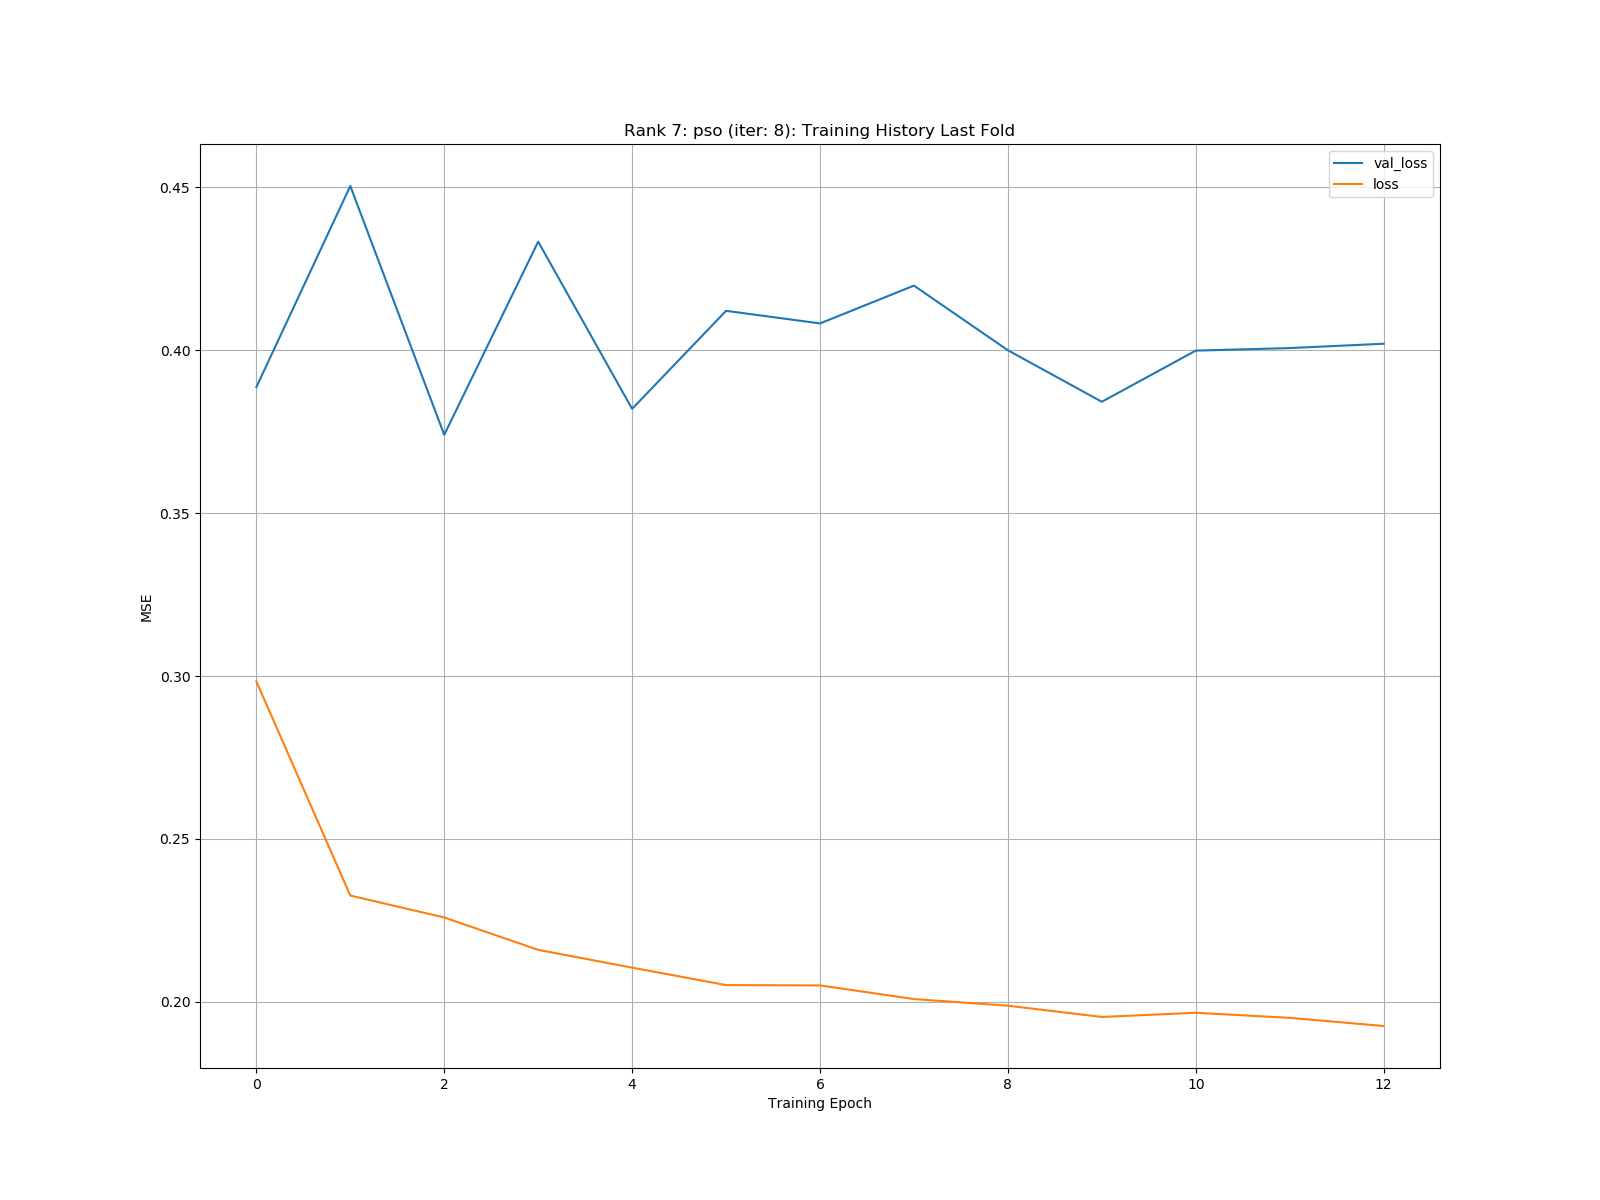 Rank 7: pso (iter: 8): Training History Last Fold
val_loss
loss
0.45
0.40
0.35
0.30
0.25
0.20
MSE
0 2 4 6 8 10 12
Training Epoch